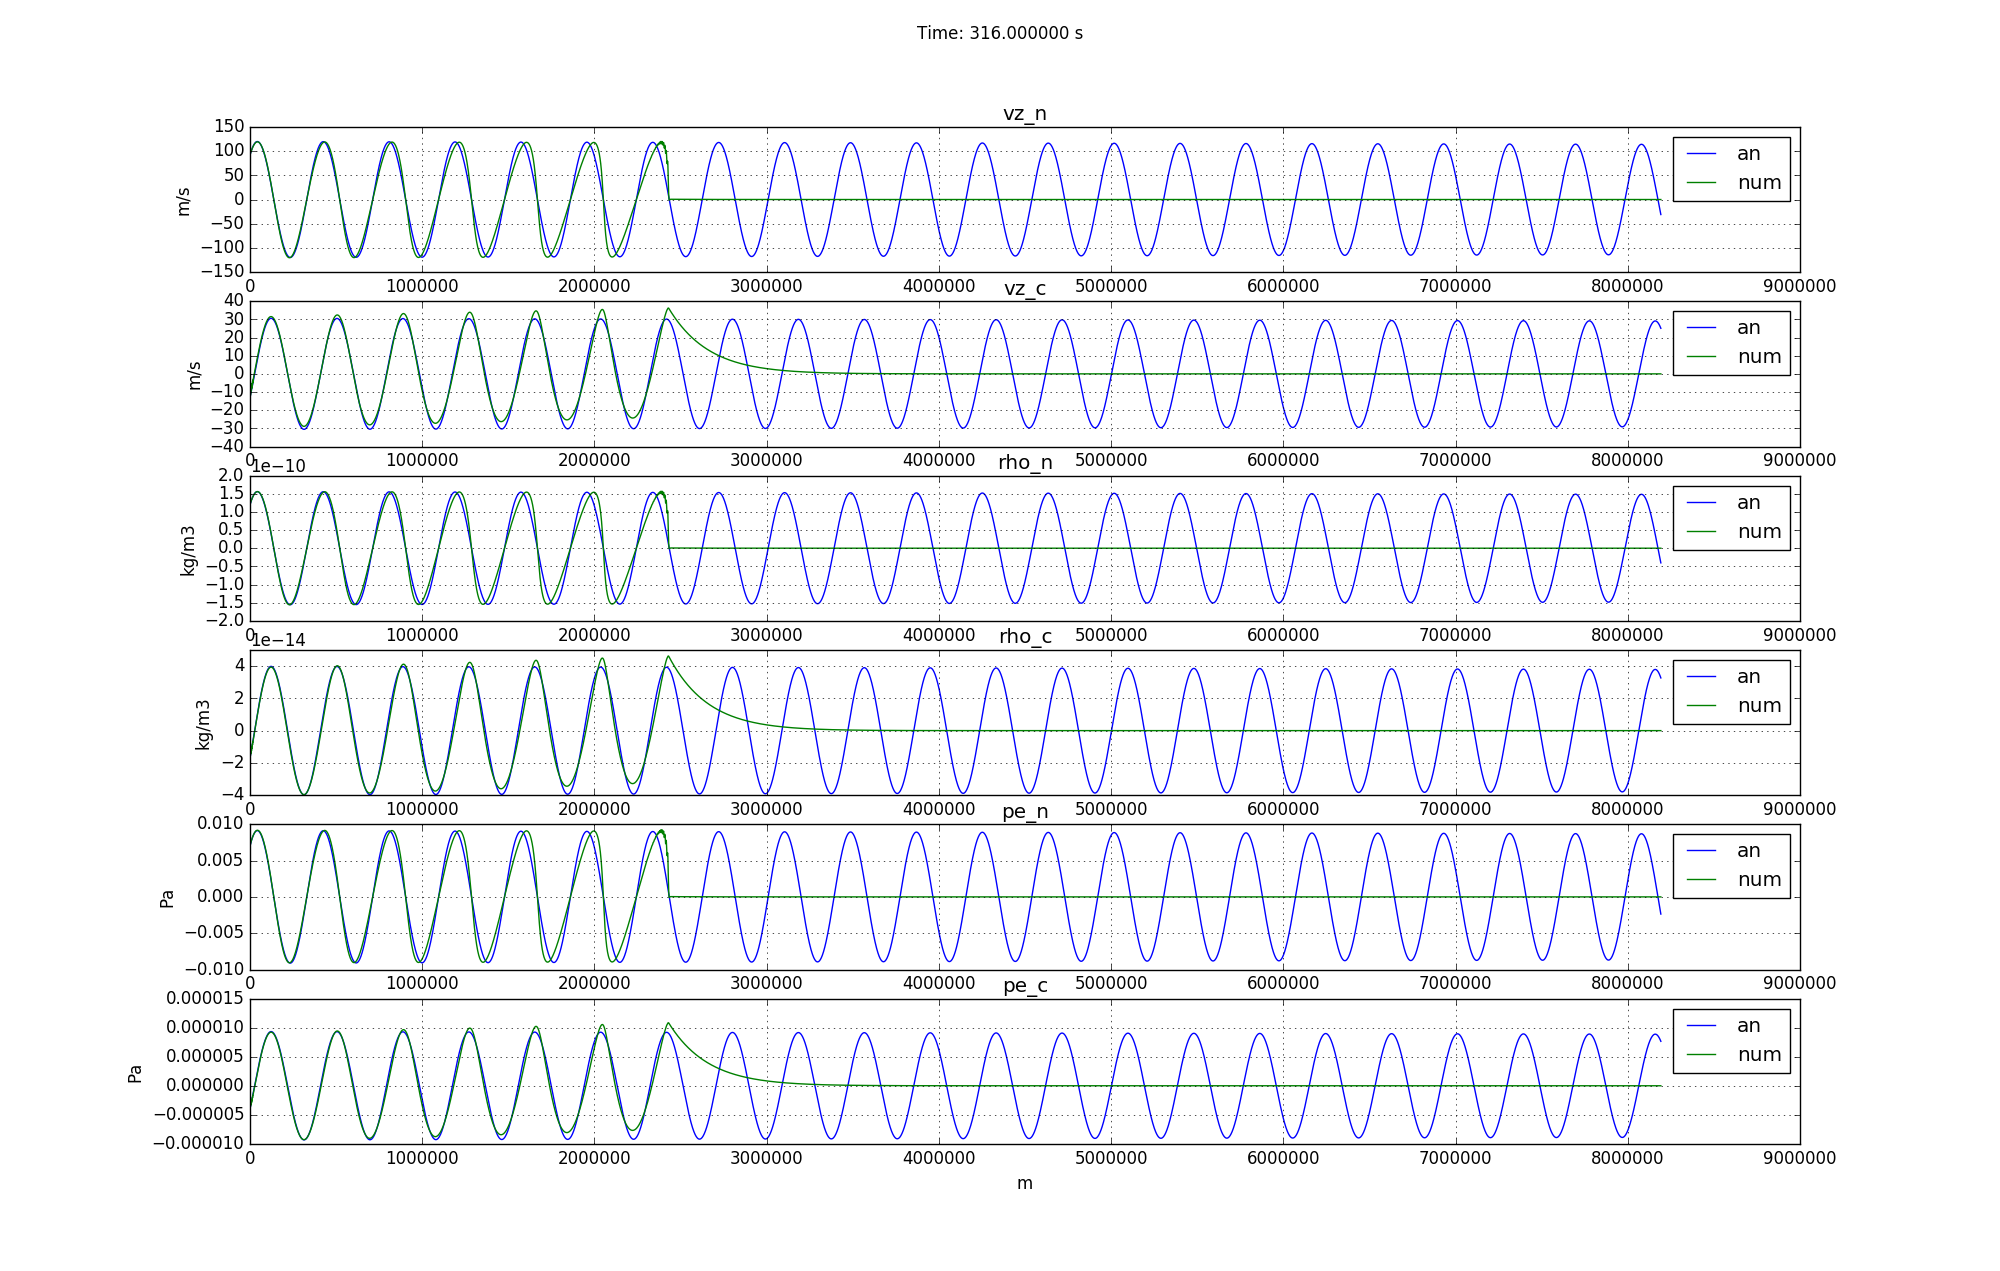 Time: 316.000000 s
vz_n
150
100
50
0
−50
−100
−150
m/s
an
num
0 1000000 2000000 3000000 4000000 5000000 6000000 7000000 8000000 9000000
vz_c
40
30
20
10
0
−10
−20
−30
−40
m/s
an
num
0 1000000 2000000 3000000 4000000 5000000 6000000 7000000 8000000 9000000
1e−10
rho_n
2.0
1.5
1.0
0.5
0.0
−0.5
−1.0
−1.5
−2.0
kg/m3
an
num
0 1000000 2000000 3000000 4000000 5000000 6000000 7000000 8000000 9000000
1e−14
rho_c
4
2
0
−2
−4
kg/m3
an
num
0 1000000 2000000 3000000 4000000 5000000 6000000 7000000 8000000 9000000
pe_n
0.010
0.005
0.000
−0.005
−0.010
Pa
an
num
0 1000000 2000000 3000000 4000000 5000000 6000000 7000000 8000000 9000000
pe_c
0.000015
0.000010
0.000005
0.000000
−0.000005
−0.000010
Pa
an
num
0 1000000 2000000 3000000 4000000 5000000 6000000 7000000 8000000 9000000
m